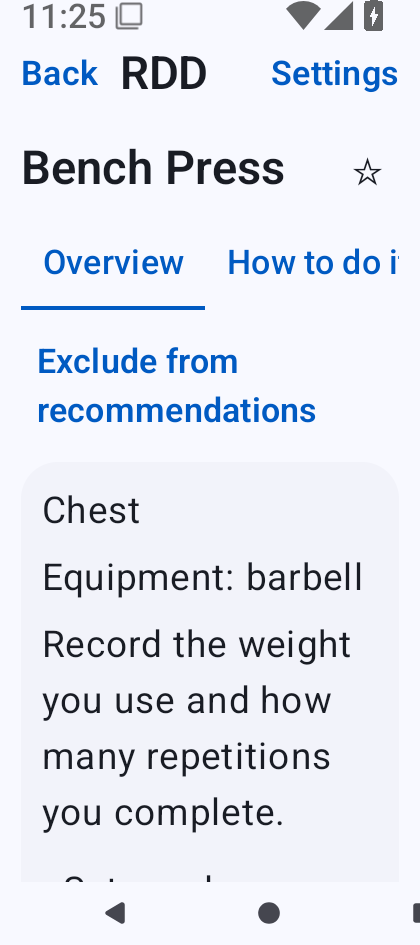 11:25
Back RDD Settings
Bench Press ☆
Overview How to do
Exclude from
recommendations
Chest
Equipment: barbell
Record the weight
you use and how
many repetitions
you complete.